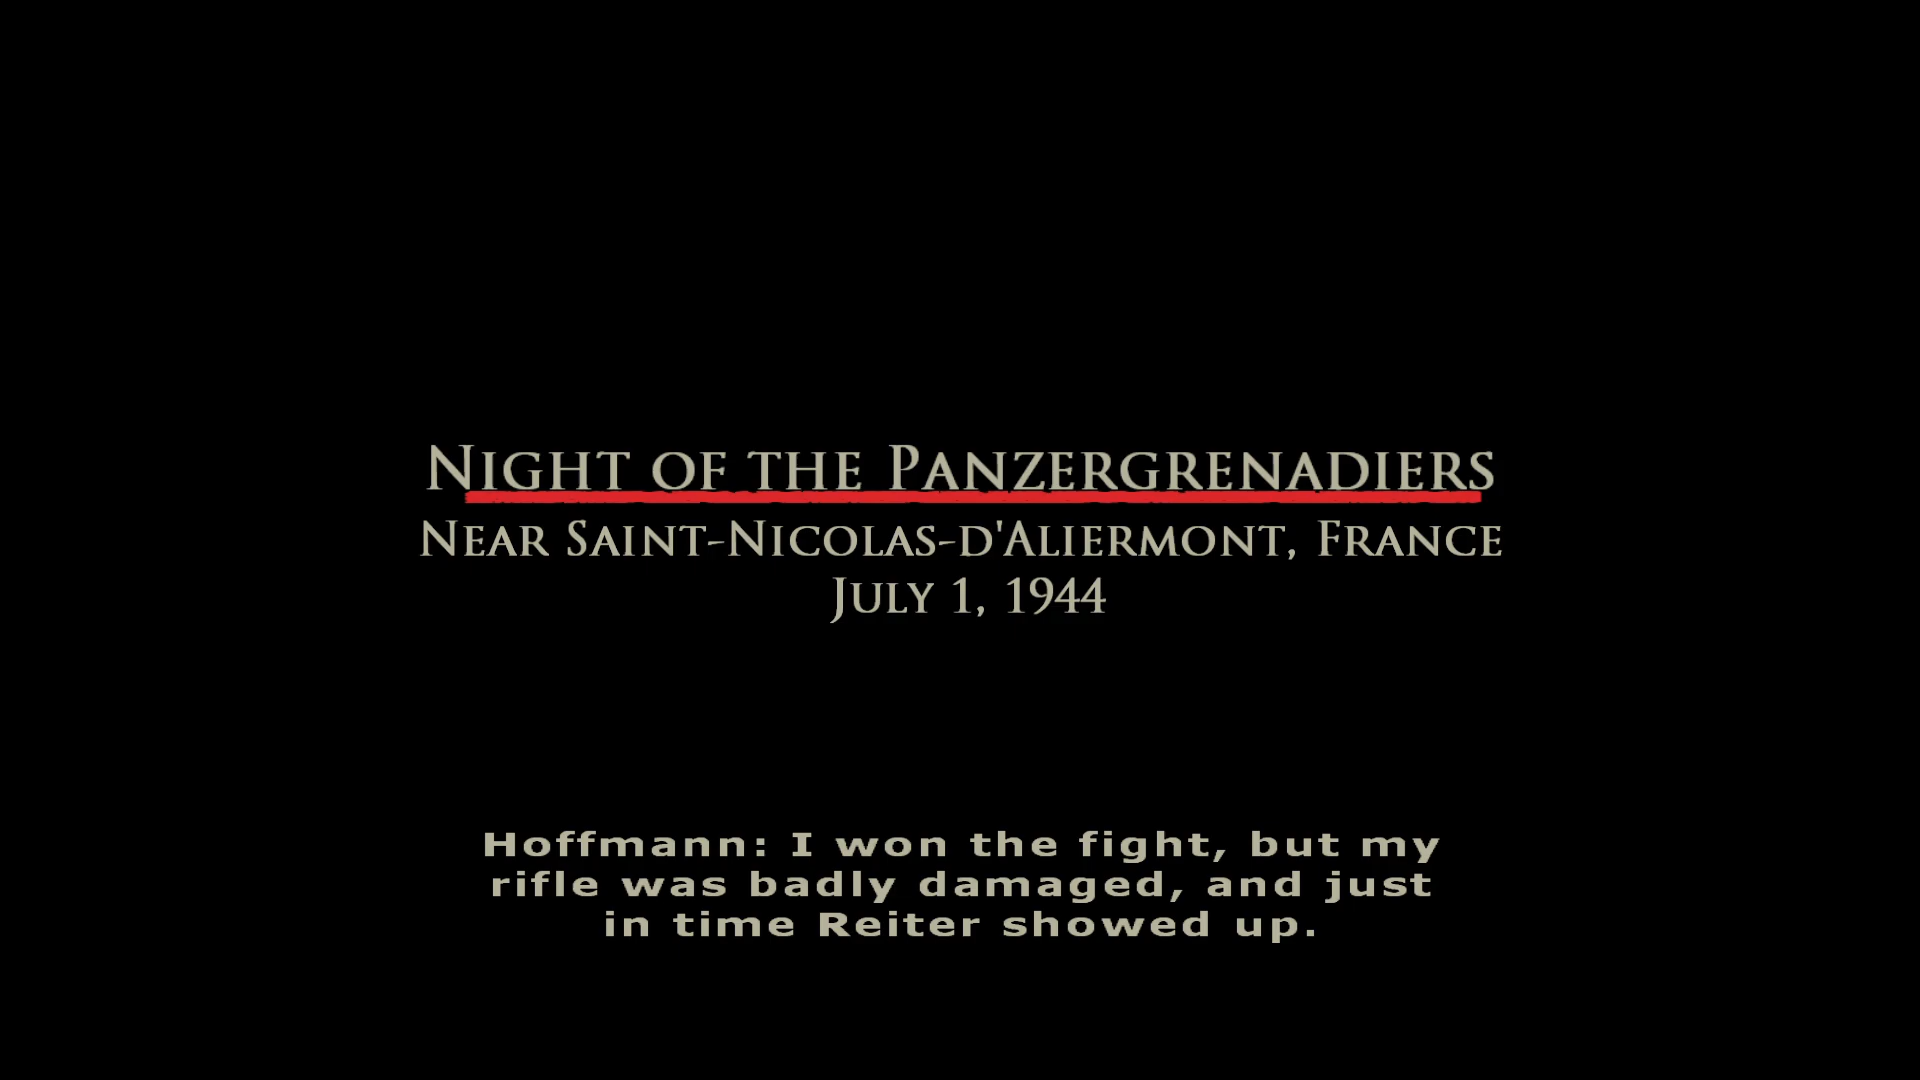 Night of the Panzergrenadiers
Near Saint-Nicolas-d'Aliermont, France
July 1, 1944
Hoffmann: I won the fight, but my
rifle was badly damaged, and just
in time Reiter showed up.